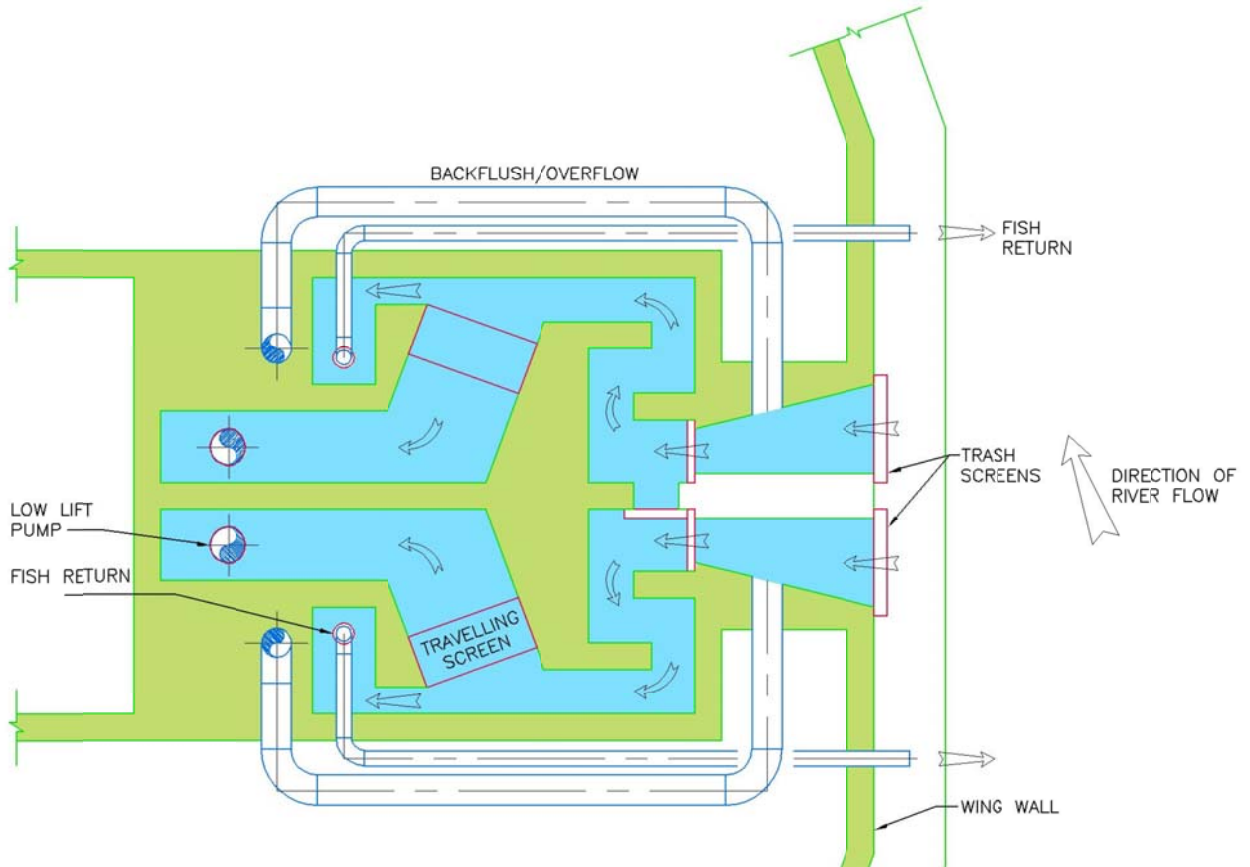 BACKFLUSH/OVERFLOW
FISH
RETURN
TRASH
SCREENS
DIRECTION OF
RIVER FLOW
LOW LIFT
PUMP
FISH RETURN
TRAVELLING
SCREEN
WING WALL